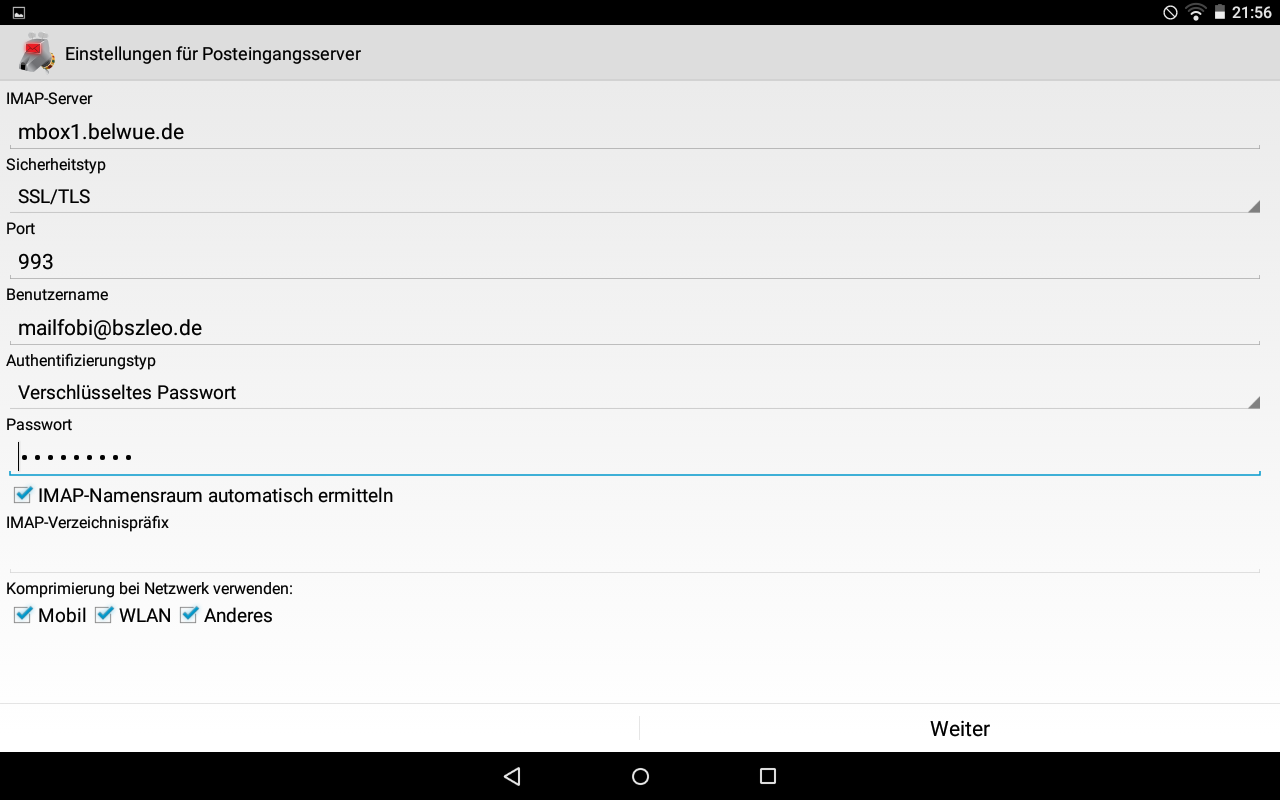 21:56
Einstellungen für Posteingangsserver
IMAP-Server
mbox1.belwue.de
Sicherheitstyp
SSL/TLS
Port
993
Benutzername
mailfobi@bszleo.de
Authentifizierungstyp
Verschlüsseltes Passwort
Passwort
•••••••••
IMAP-Namensraum automatisch ermitteln
IMAP-Verzeichnispräfix
Komprimierung bei Netzwerk verwenden:
Mobil WLAN Anderes
Weiter